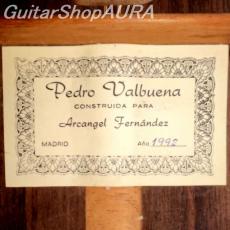 GuitarShopAURA
Pedro Valbuena
CONSTRUIDA PARA
Arcangel Fernández
MADRID Año 1992